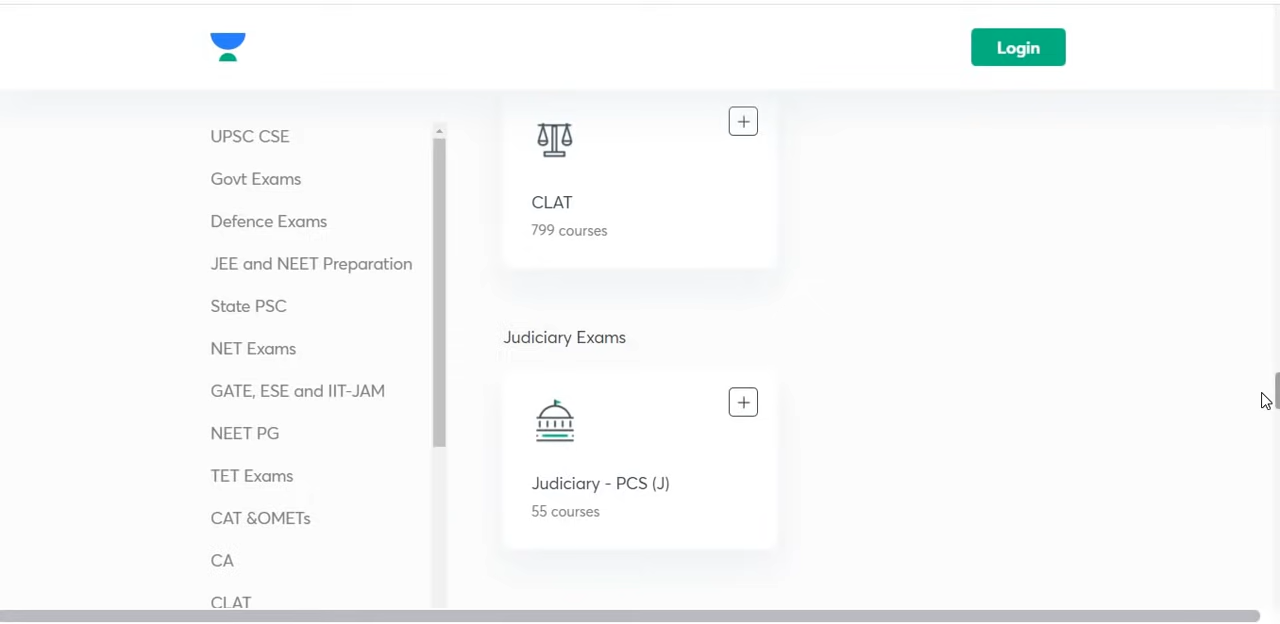 Login
UPSC CSE
Govt Exams
Defence Exams
JEE and NEET Preparation
State PSC
NET Exams
GATE, ESE and IIT-JAM
NEET PG
TET Exams
CAT &OMETs
CA
CLAT
CLAT
799 courses
Judiciary Exams
Judiciary - PCS (J)
55 courses